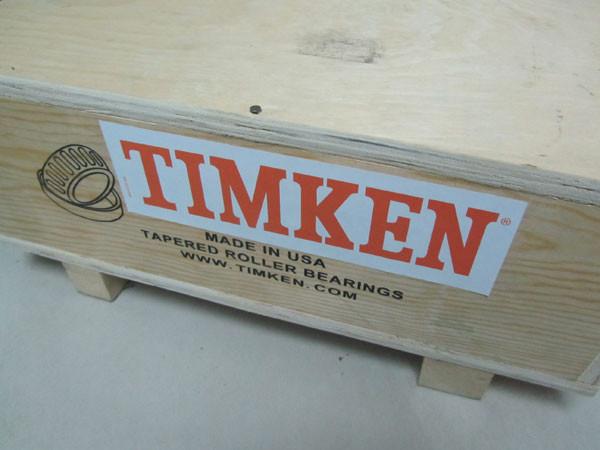 TIMKEN®
MADE IN USA
TAPERED ROLLER BEARINGS
WWW.TIMKEN.COM